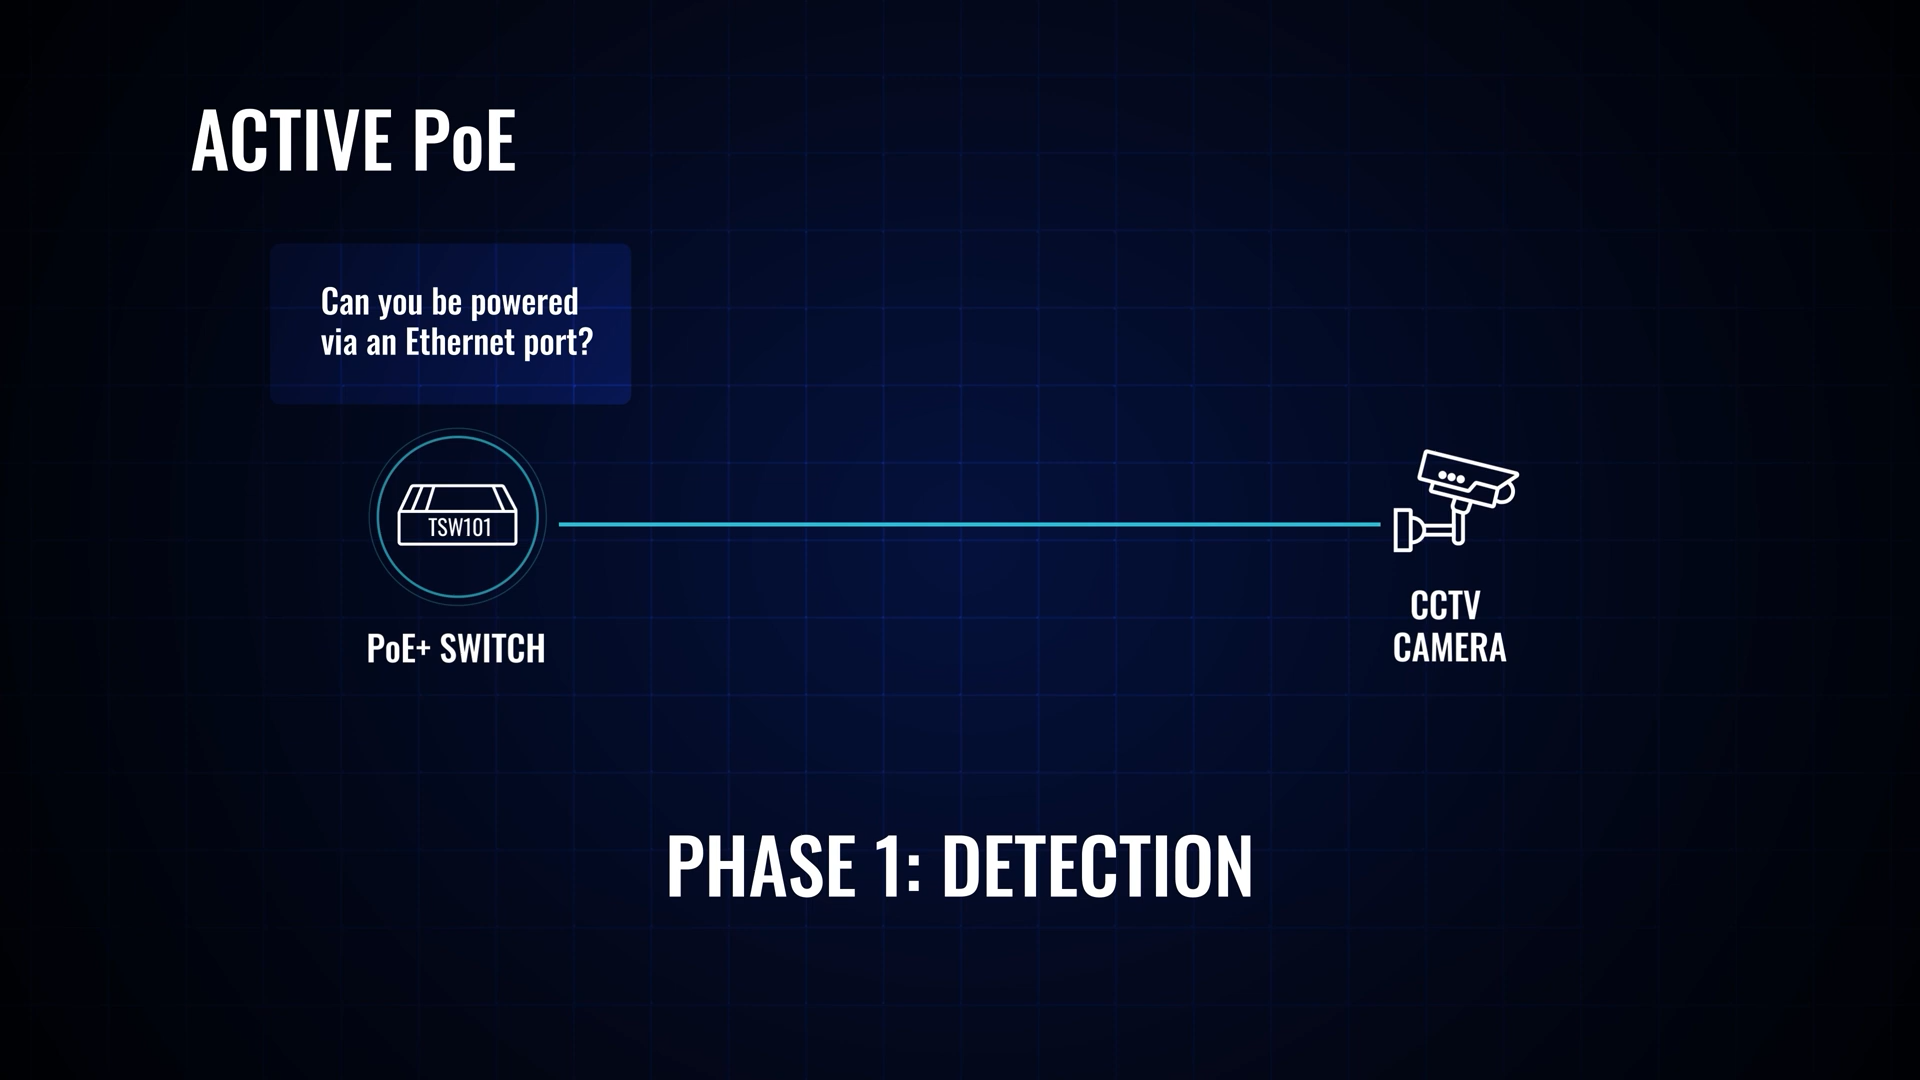 ACTIVE PoE
Can you be powered
via an Ethernet port?
TSW101
PoE+ SWITCH
CCTV
CAMERA
PHASE 1: DETECTION